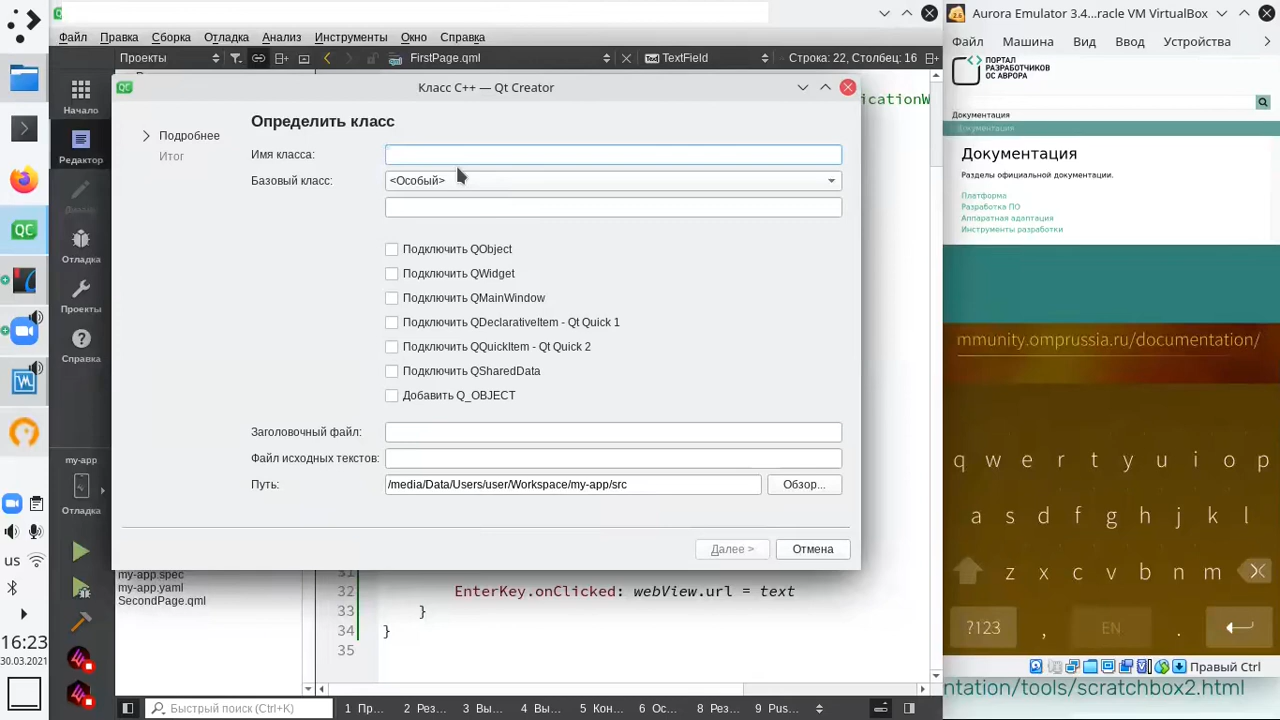 Файл Правка Сборка Отладка Анализ Инструменты Окно Справка
Проекты
FirstPage.qml
TextField
Строка: 22, Столбец: 16
Класс C++ — Qt Creator
QC
Начало
Редактор
Отладка
Проекты
Справка
my-app
Отладка
us
16:23
30.03.2021
Подробнее
Итог
Определить класс
Имя класса:
Базовый класс: <Особый>
Подключить QObject
Подключить QWidget
Подключить QMainWindow
Подключить QDeclarativeItem - Qt Quick 1
Подключить QQuickItem - Qt Quick 2
Подключить QSharedData
Добавить Q_OBJECT
Заголовочный файл:
Файл исходных текстов:
Путь: /media/Data/Users/user/Workspace/my-app/src Обзор...
Далее > Отмена
icationW
my-app.spec
my-app.yaml
SecondPage.qml
32 EnterKey.onClicked: webView.url = text
33 }
34 }
35
Быстрый поиск (Ctrl+K)
1 Пр... 2 Рез... 3 Вы... 4 Вы... 5 Кон... 6 Ос... 8 Рез... 9 Pus...
Aurora Emulator 3.4...racle VM VirtualBox
Файл Машина Вид Ввод Устройства
ПОРТАЛ
РАЗРАБОТЧИКОВ
ОС АВРОРА
Документация
Документация
Документация
Разделы официальной документации.
Платформа
Разработка ПО
Аппаратная адаптация
Инструменты разработки
mmunity.omprussia.ru/documentation/
q w e r t y u i o p
a s d f g h j k l
z x c v b n m
?123 , EN .
Правый Ctrl
ntation/tools/scratchbox2.html